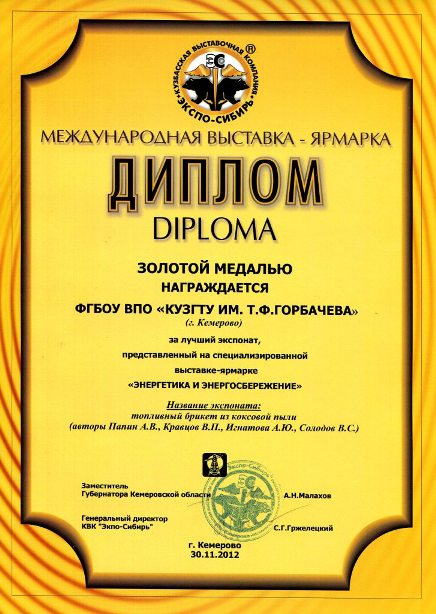 КУЗБАССКАЯ ВЫСТАВОЧНАЯ КОМПАНИЯ
ЭС
®
"ЭКСПО-СИБИРЬ"
МЕЖДУНАРОДНАЯ ВЫСТАВКА - ЯРМАРКА
ДИПЛОМ
DIPLOMA
ЗОЛОТОЙ МЕДАЛЬЮ
НАГРАЖДАЕТСЯ
ФГБОУ ВПО «КУЗГТУ ИМ. Т.Ф.ГОРБАЧЕВА»
(г. Кемерово)
за лучший экспонат,
представленный на специализированной
выставке-ярмарке
«ЭНЕРГЕТИКА И ЭНЕРГОСБЕРЕЖЕНИЕ»
Название экспоната:
топливный брикет из коксовой пыли
(авторы Папин А.В., Кравцов В.П., Игнатова А.Ю., Солодов В.С.)
Заместитель
Губернатора Кемеровской области А.Н.Малахов
Генеральный директор
КВК "Экпо-Сибирь" С.Г.Гржелецкий
г. Кемерово
30.11.2012